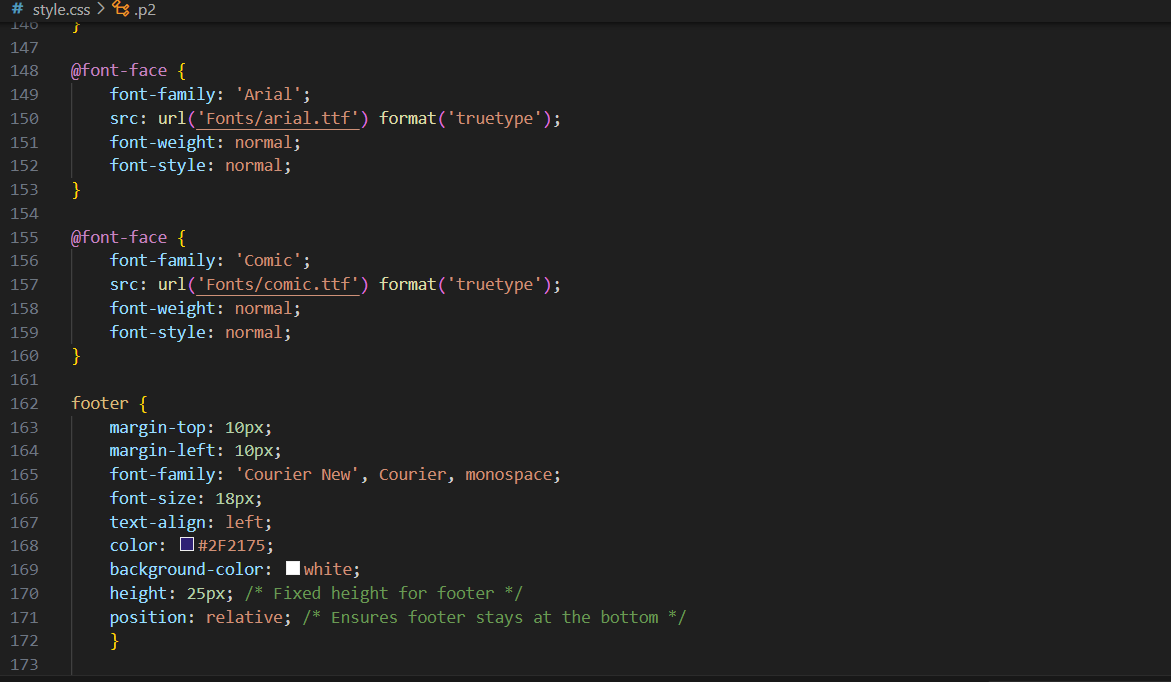 # style.css > .p2
146 }
147
148 @font-face {
149     font-family: 'Arial';
150     src: url('Fonts/arial.ttf') format('truetype');
151     font-weight: normal;
152     font-style: normal;
153 }
154
155 @font-face {
156     font-family: 'Comic';
157     src: url('Fonts/comic.ttf') format('truetype');
158     font-weight: normal;
159     font-style: normal;
160 }
161
162 footer {
163     margin-top: 10px;
164     margin-left: 10px;
165     font-family: 'Courier New', Courier, monospace;
166     font-size: 18px;
167     text-align: left;
168     color: #2F2175;
169     background-color: white;
170     height: 25px; /* Fixed height for footer */
171     position: relative; /* Ensures footer stays at the bottom */
172     }
173